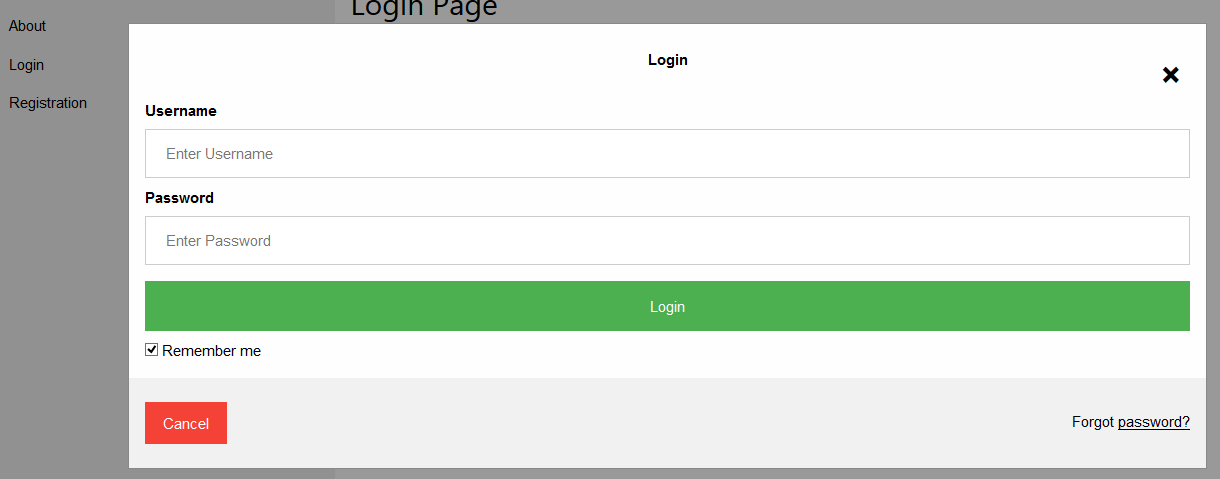 Login Page
About
Login
Registration
Login
Username
Enter Username
Password
Enter Password
Login
Remember me
Cancel
Forgot password?